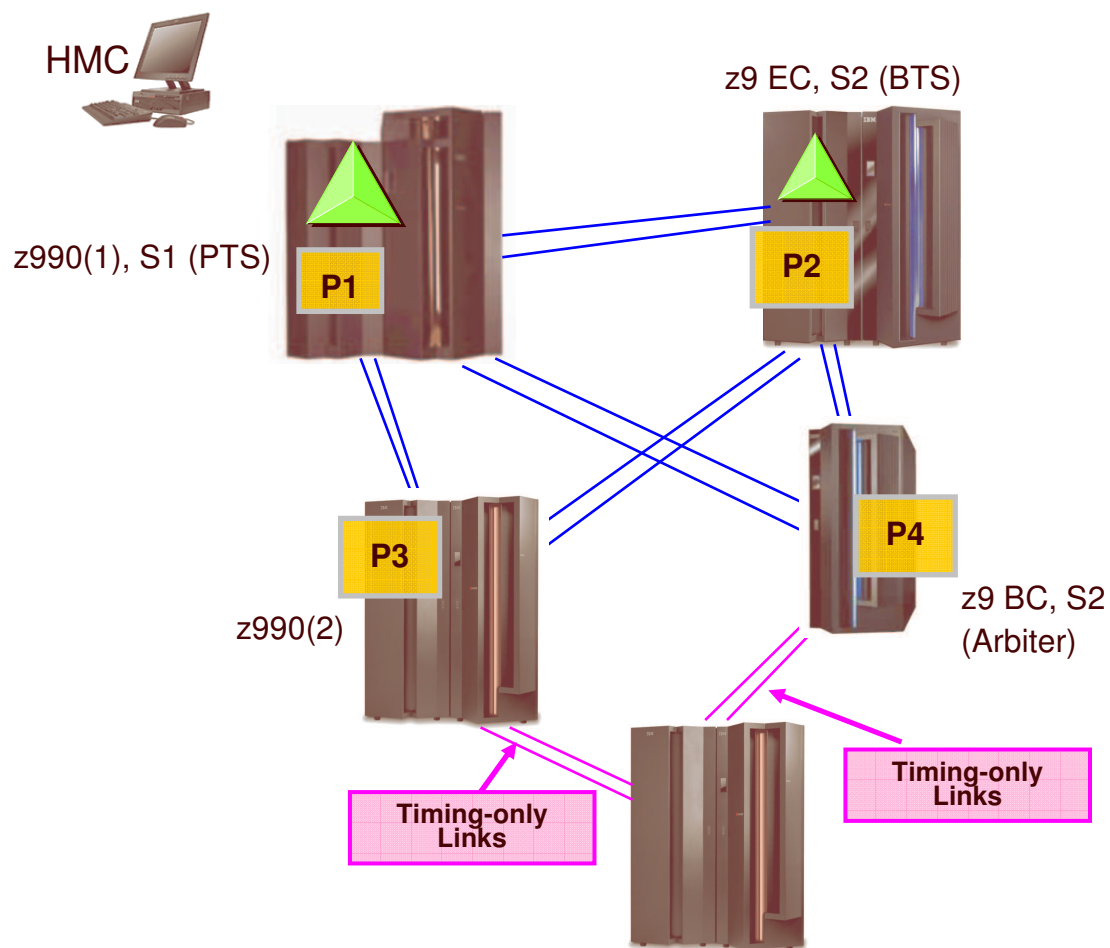 HMC
z9 EC, S2 (BTS)
IBM
z990(1), S1 (PTS)
P1
P2
P3
P4
z990(2)
z9 BC, S2
(Arbiter)
Timing-only
Links
Timing-only
Links